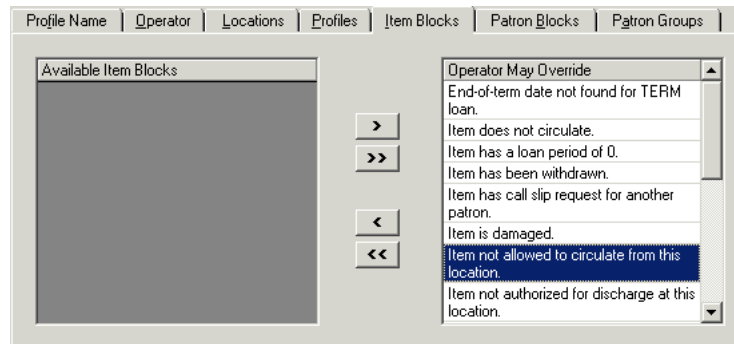 Profile Name Operator Locations Profiles Item Blocks Patron Blocks Patron Groups
Available Item Blocks
>
>>
<
<<
Operator May Override
End-of-term date not found for TERM
loan.
Item does not circulate.
Item has a loan period of 0.
Item has been withdrawn.
Item has call slip request for another
patron.
Item is damaged.
Item not allowed to circulate from this
location.
Item not authorized for discharge at this
location.